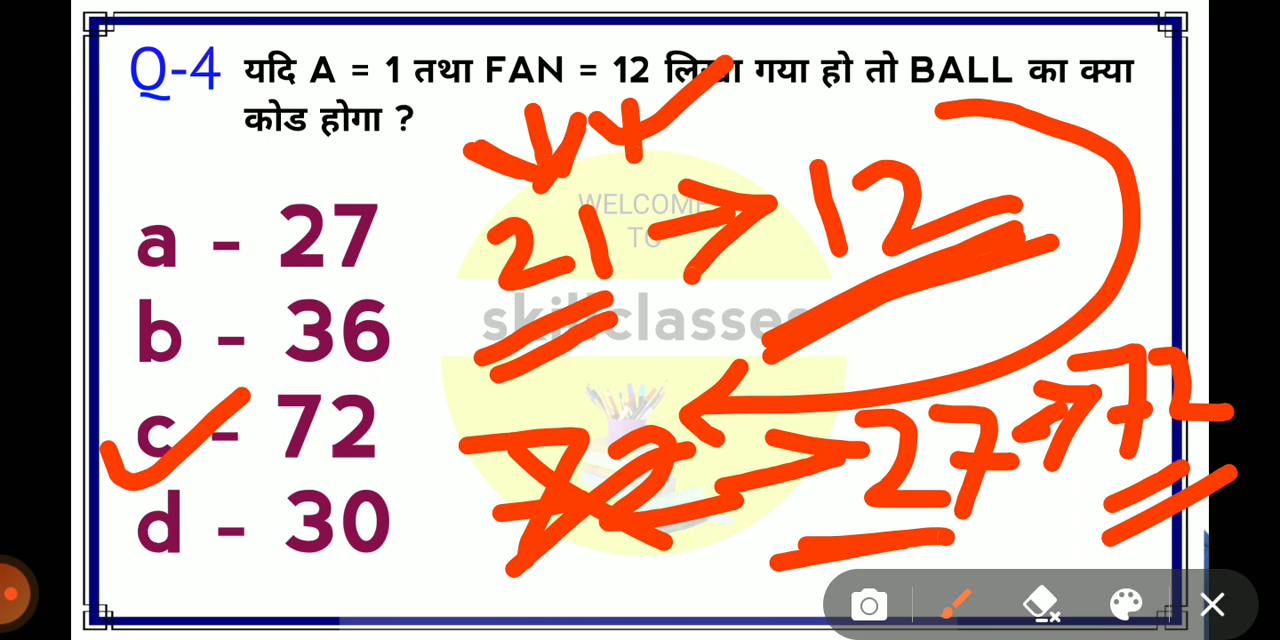 Q-4 यदि A = 1 तथा FAN = 12 लिखा गया हो तो BALL का क्या
कोड होगा ?
WELCOME
TO
skillclasses
a - 27
b - 36
c - 72
d - 30
21 → 12
72
27 → 72